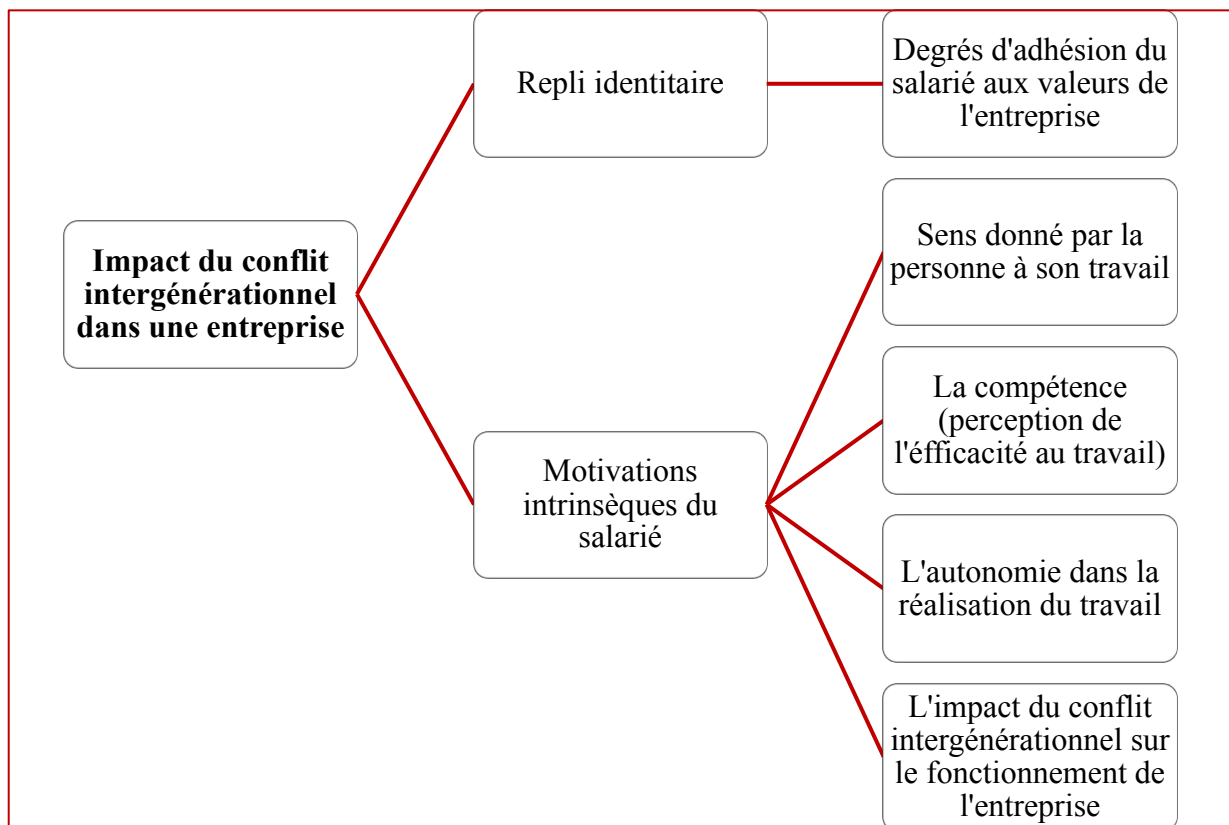 Repli identitaire
Degrés d'adhésion du
salarié aux valeurs de
l'entreprise
Impact du conflit
intergénérationnel
dans une entreprise
Sens donné par la
personne à son travail
La compétence
(perception de
l'éfficacité au travail)
Motivations
intrinsèques du
salarié
L'autonomie dans la
réalisation du travail
L'impact du conflit
intergénérationnel sur
le fonctionnement de
l'entreprise